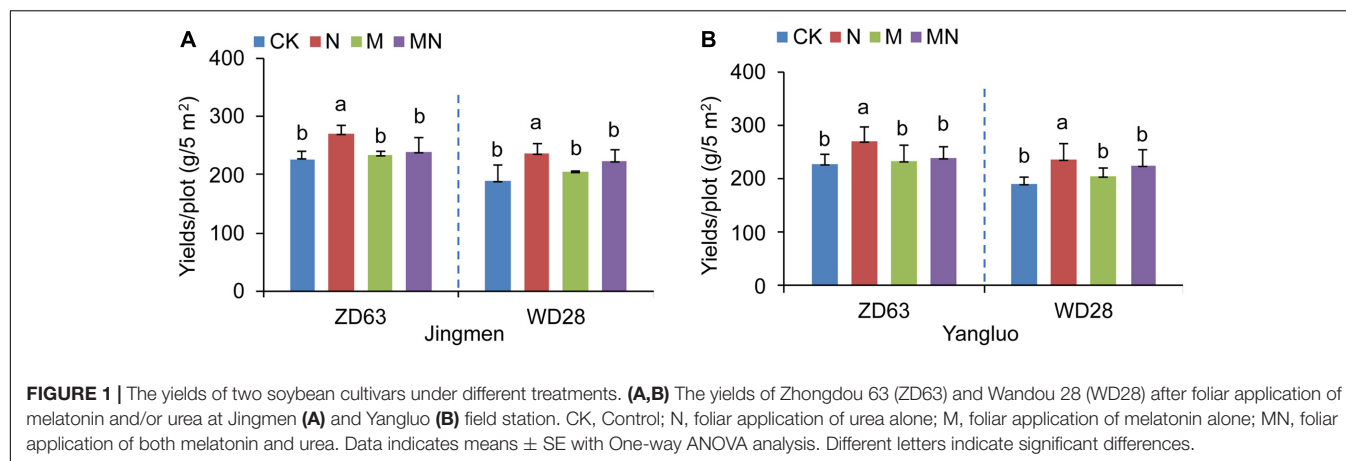 A
CK N M MN
Yields/plot (g/5 m²)
400
300
200
100
0
b a b b
b a b b
ZD63 WD28
Jingmen
B
CK N M MN
Yields/plot (g/5 m²)
400
300
200
100
0
b a b b
b a b b
ZD63 WD28
Yangluo
FIGURE 1 | The yields of two soybean cultivars under different treatments. (A,B) The yields of Zhongdou 63 (ZD63) and Wandou 28 (WD28) after foliar application of
melatonin and/or urea at Jingmen (A) and Yangluo (B) field station. CK, Control; N, foliar application of urea alone; M, foliar application of melatonin alone; MN, foliar
application of both melatonin and urea. Data indicates means ± SE with One-way ANOVA analysis. Different letters indicate significant differences.